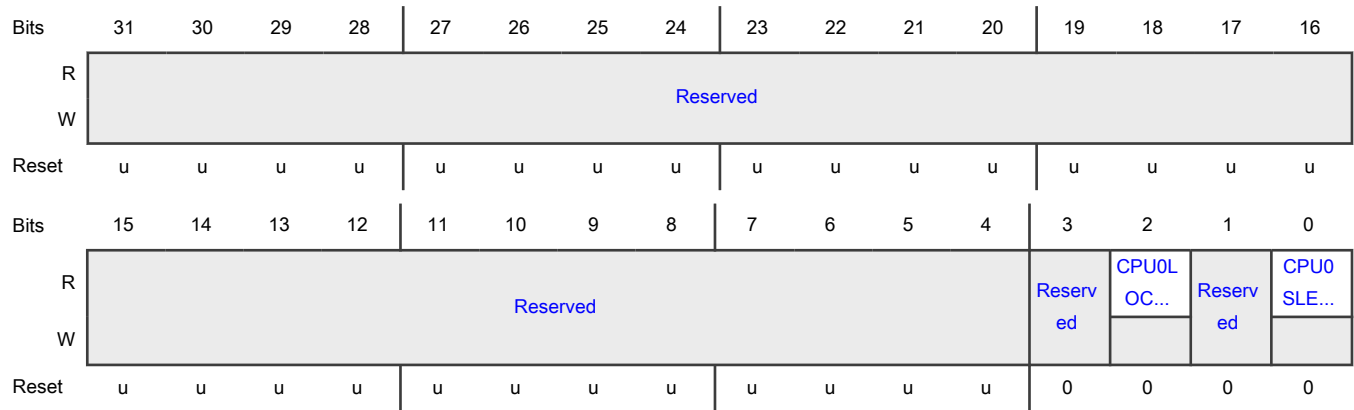 Bits 31 30 29 28 27 26 25 24 23 22 21 20 19 18 17 16
R
Reserved
W
Reset u u u u u u u u u u u u u u u u
Bits 15 14 13 12 11 10 9 8 7 6 5 4 3 2 1 0
R Reserved Reserv CPU0L Reserv CPU0
ed OC... ed SLE...
W
Reset u u u u u u u u u u u u 0 0 0 0